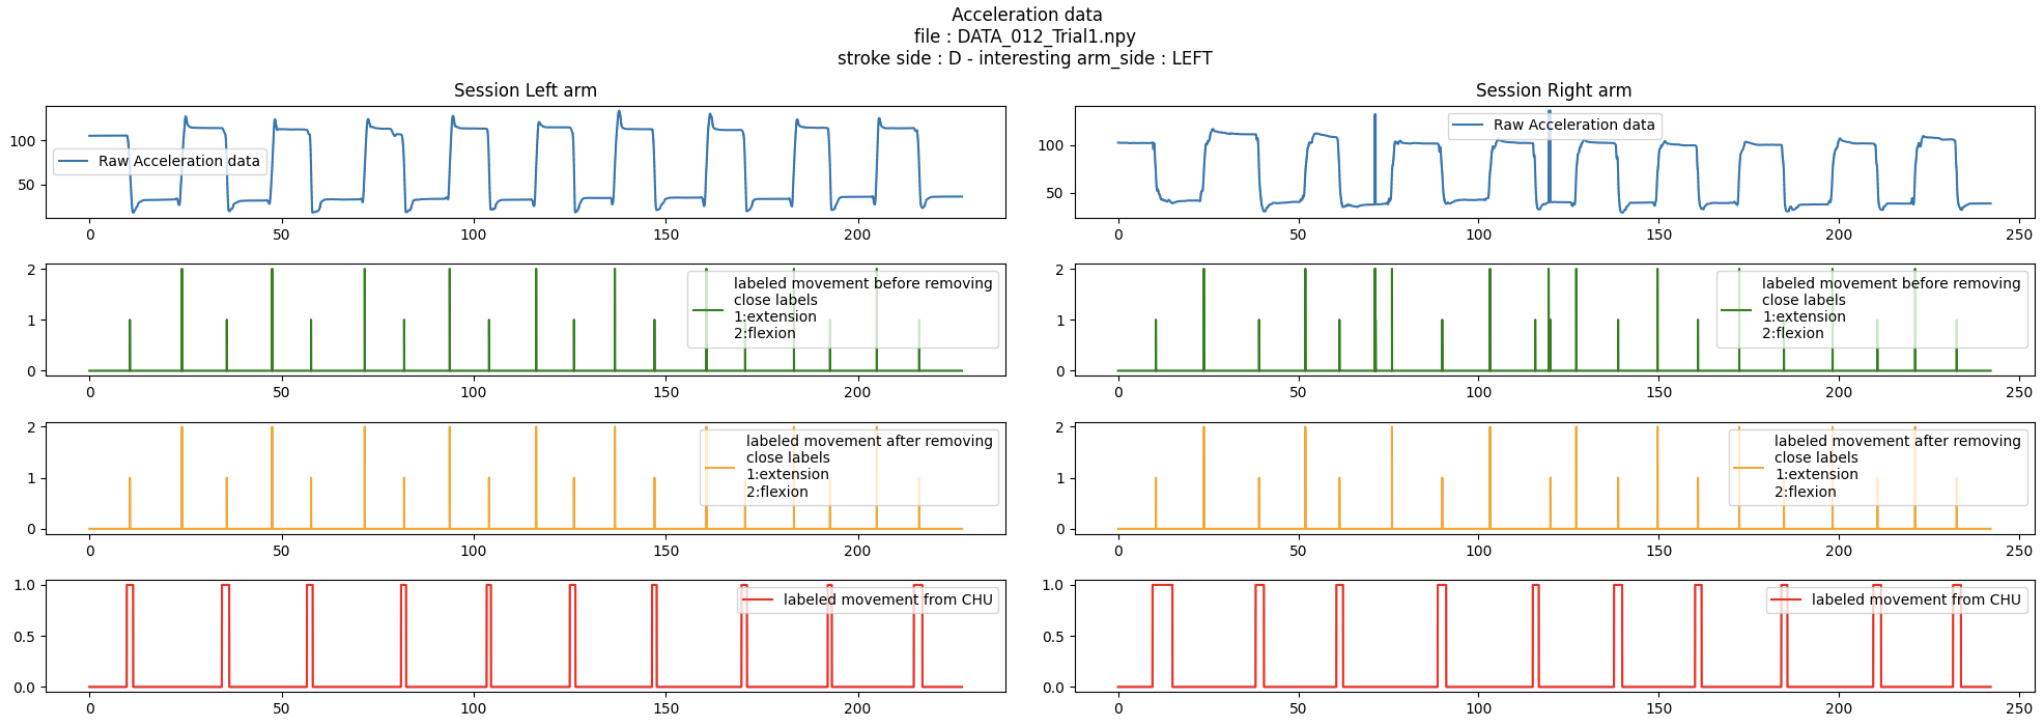 Acceleration data
file : DATA_012_Trial1.npy
stroke side : D - interesting arm_side : LEFT
Session Left arm
100
50
Raw Acceleration data
0 50 100 150 200
2
1
0
labeled movement before removing
close labels
1:extension
2:flexion
0 50 100 150 200
2
1
0
labeled movement after removing
close labels
1:extension
2:flexion
0 50 100 150 200
1.0
0.5
0.0
labeled movement from CHU
0 50 100 150 200
Session Right arm
100
50
Raw Acceleration data
0 50 100 150 200 250
2
1
0
labeled movement before removing
close labels
1:extension
2:flexion
0 50 100 150 200 250
2
1
0
labeled movement after removing
close labels
1:extension
2:flexion
0 50 100 150 200 250
1.0
0.5
0.0
labeled movement from CHU
0 50 100 150 200 250